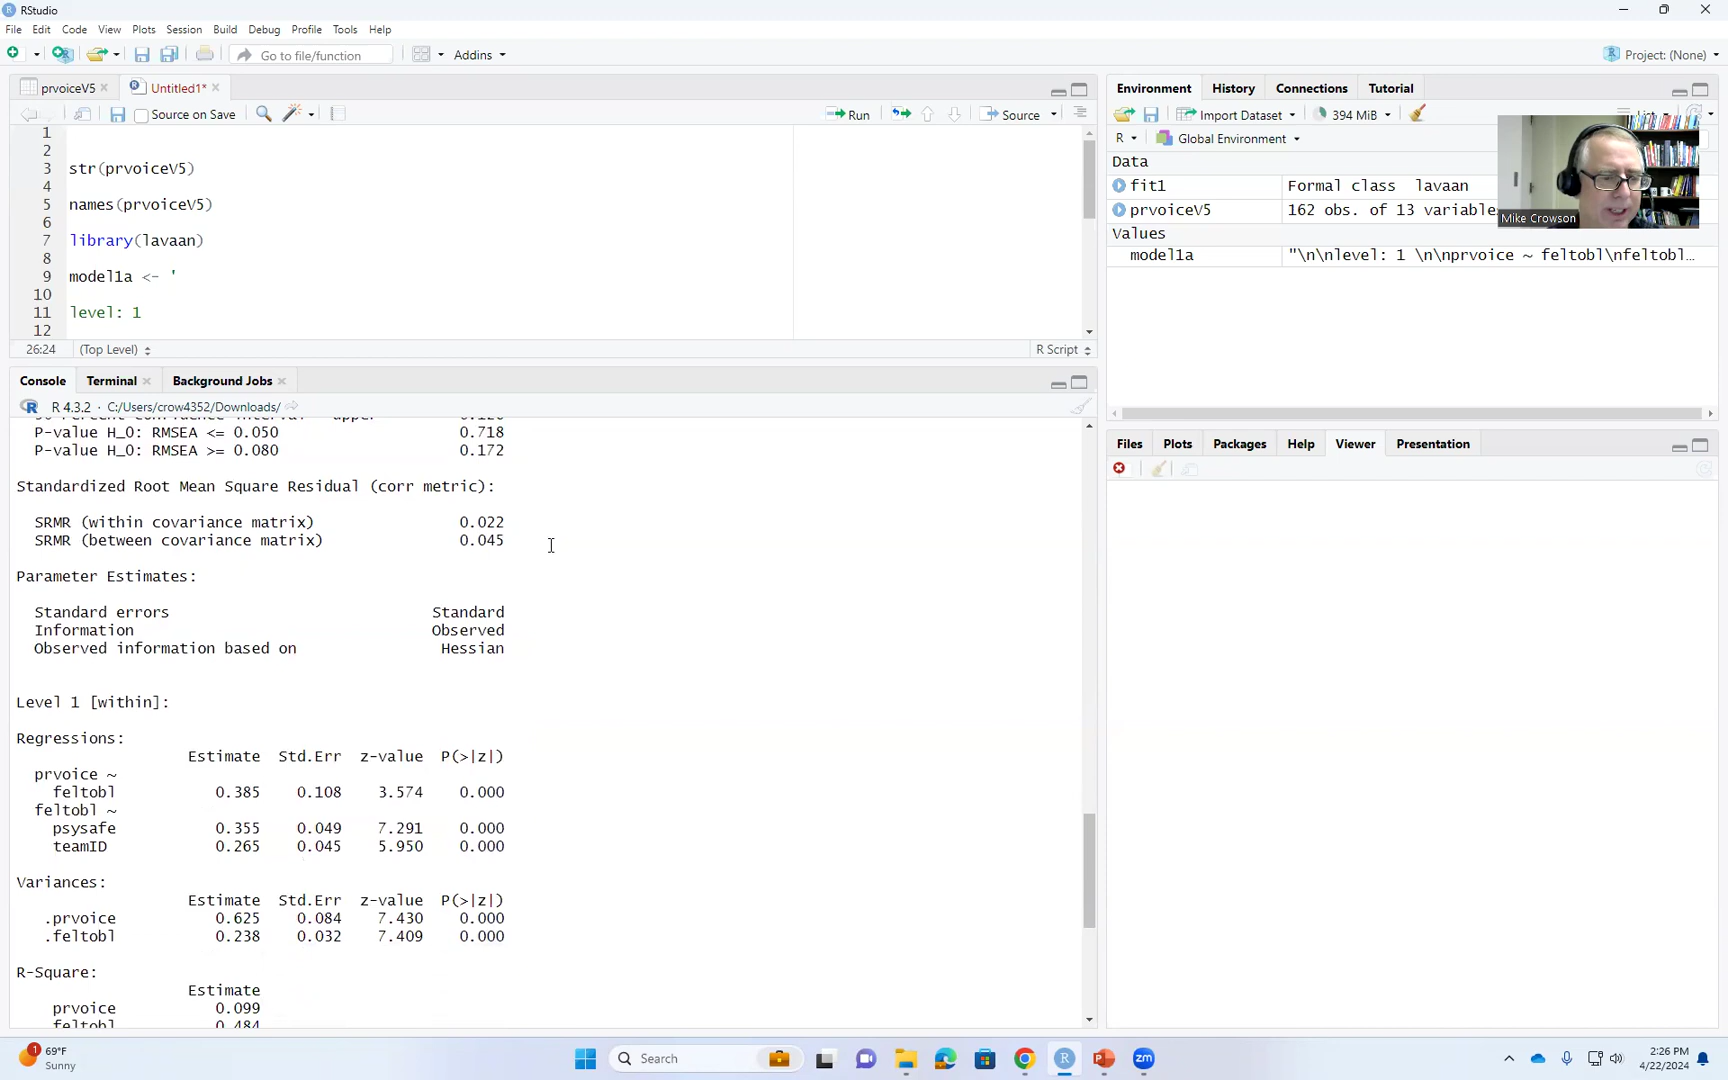 RStudio
File Edit Code View Plots Session Build Debug Profile Tools Help
Go to file/function Addins Project: (None)
prvoiceV5 Untitled1*
Source on Save Run Source
1
2
3 str(prvoiceV5)
4
5 names(prvoiceV5)
6
7 library(lavaan)
8
9 model1a <- '
10
11 level: 1
12
26:24 (Top Level) R Script
Console Terminal Background Jobs
R 4.3.2 · C:/Users/crow4352/Downloads/
P-value H_0: RMSEA <= 0.050 0.718
P-value H_0: RMSEA >= 0.080 0.172
Standardized Root Mean Square Residual (corr metric):
SRMR (within covariance matrix) 0.022
SRMR (between covariance matrix) 0.045
Parameter Estimates:
Standard errors Standard
Information Observed
Observed information based on Hessian
Level 1 [within]:
Regressions:
Estimate Std.Err z-value P(>|z|)
prvoice ~
feltobl 0.385 0.108 3.574 0.000
feltobl ~
psysafe 0.355 0.049 7.291 0.000
teamID 0.265 0.045 5.950 0.000
Variances:
Estimate Std.Err z-value P(>|z|)
.prvoice 0.625 0.084 7.430 0.000
.feltobl 0.238 0.032 7.409 0.000
R-Square:
Estimate
prvoice 0.099
feltobl 0.484
Environment History Connections Tutorial
Import Dataset 394 MiB List
R Global Environment
Data
fit1 Formal class lavaan
prvoiceV5 162 obs. of 13 variable
Values
model1a "\n\nlevel: 1 \n\nprvoice ~ feltobl\nfeltobl…
Mike Crowson
Files Plots Packages Help Viewer Presentation
1
69°F
Sunny
Search
2:26 PM
4/22/2024